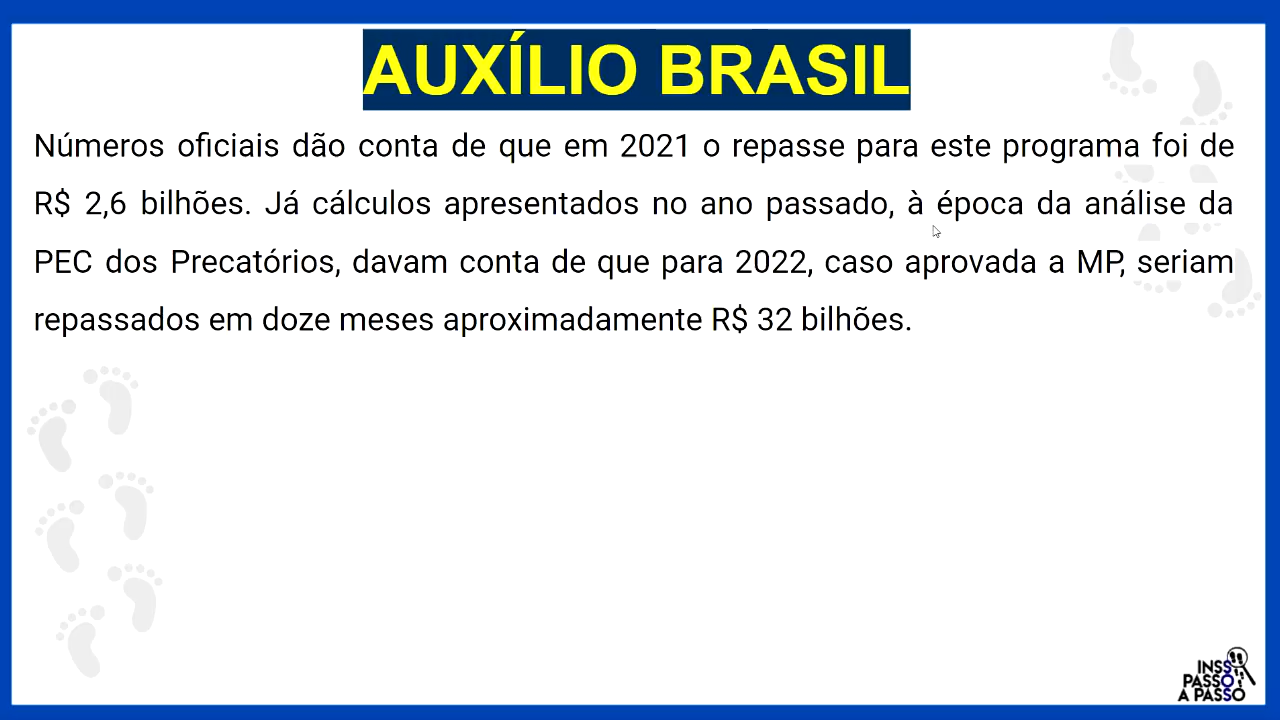 AUXÍLIO BRASIL
Números oficiais dão conta de que em 2021 o repasse para este programa foi de
R$ 2,6 bilhões. Já cálculos apresentados no ano passado, à época da análise da
PEC dos Precatórios, davam conta de que para 2022, caso aprovada a MP, seriam
repassados em doze meses aproximadamente R$ 32 bilhões.
INSS
PASSO
A PASSO